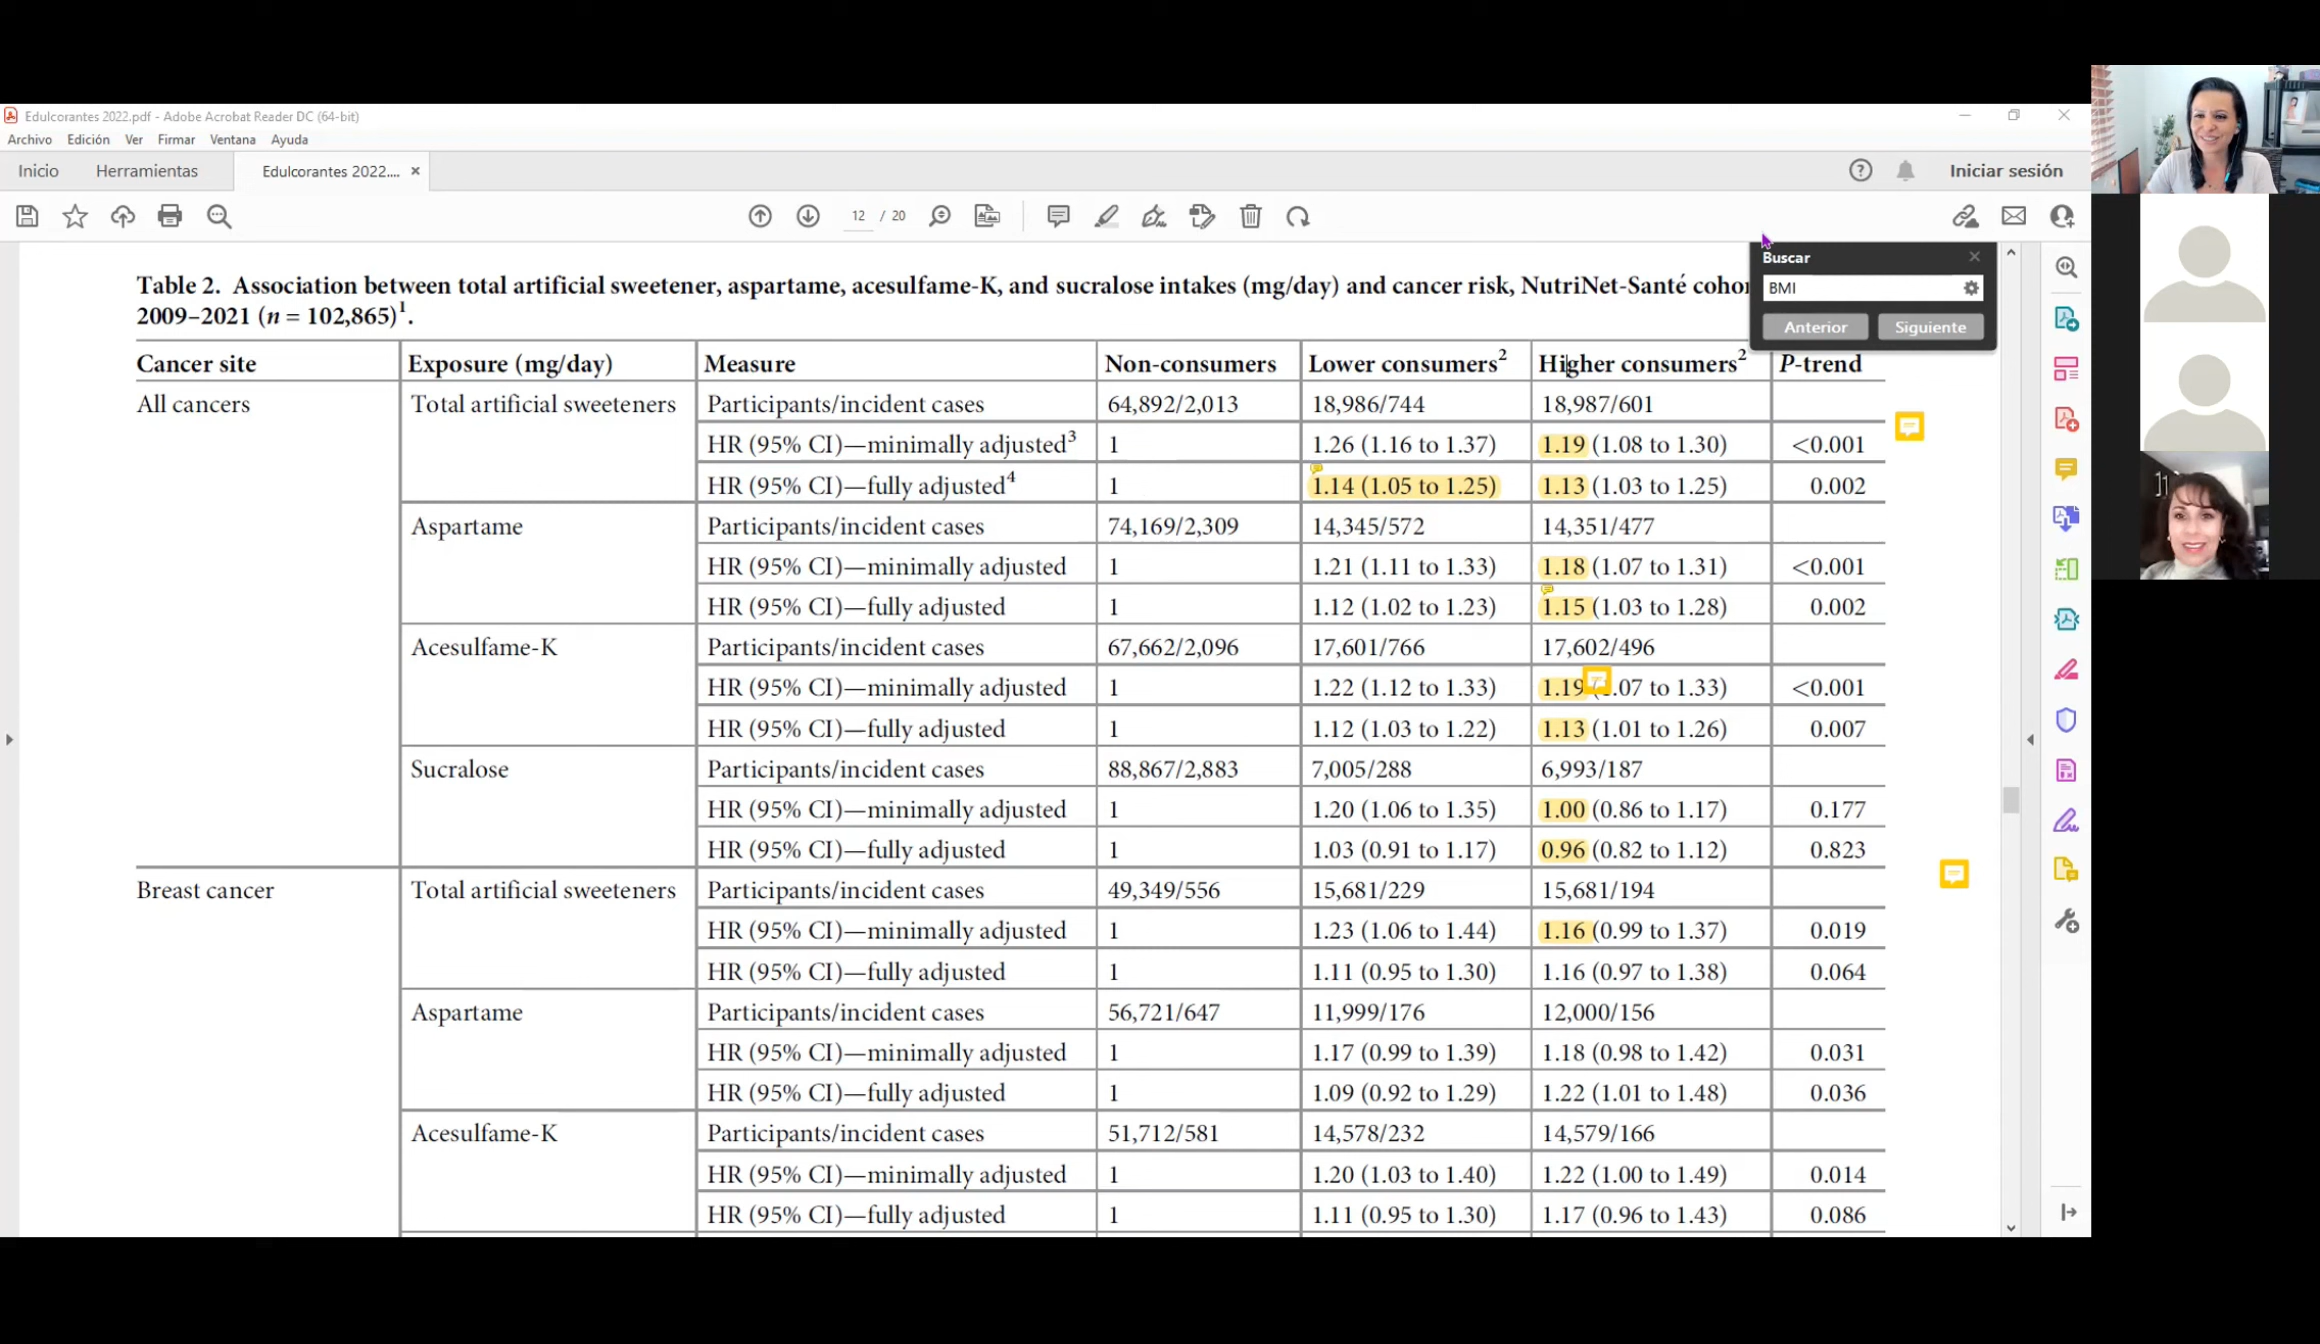 Edulcorantes 2022.pdf - Adobe Acrobat Reader DC (64-bit)
Archivo Edición Ver Firmar Ventana Ayuda
Inicio Herramientas Edulcorantes 2022.... × Iniciar sesión
12 / 20
Buscar
BMI
Anterior Siguiente
Table 2. Association between total artificial sweetener, aspartame, acesulfame-K, and sucralose intakes (mg/day) and cancer risk, NutriNet-Santé
2009–2021 (n = 102,865)1.
Cancer site Exposure (mg/day) Measure Non-consumers Lower consumers2 Higher consumers2 P-trend
All cancers Total artificial sweeteners Participants/incident cases 64,892/2,013 18,986/744 18,987/601
HR (95% CI)—minimally adjusted3 1 1.26 (1.16 to 1.37) 1.19 (1.08 to 1.30) <0.001
HR (95% CI)—fully adjusted4 1 1.14 (1.05 to 1.25) 1.13 (1.03 to 1.25) 0.002
Aspartame Participants/incident cases 74,169/2,309 14,345/572 14,351/477
HR (95% CI)—minimally adjusted 1 1.21 (1.11 to 1.33) 1.18 (1.07 to 1.31) <0.001
HR (95% CI)—fully adjusted 1 1.12 (1.02 to 1.23) 1.15 (1.03 to 1.28) 0.002
Acesulfame-K Participants/incident cases 67,662/2,096 17,601/766 17,602/496
HR (95% CI)—minimally adjusted 1 1.22 (1.12 to 1.33) 1.19 .07 to 1.33) <0.001
HR (95% CI)—fully adjusted 1 1.12 (1.03 to 1.22) 1.13 (1.01 to 1.26) 0.007
Sucralose Participants/incident cases 88,867/2,883 7,005/288 6,993/187
HR (95% CI)—minimally adjusted 1 1.20 (1.06 to 1.35) 1.00 (0.86 to 1.17) 0.177
HR (95% CI)—fully adjusted 1 1.03 (0.91 to 1.17) 0.96 (0.82 to 1.12) 0.823
Breast cancer Total artificial sweeteners Participants/incident cases 49,349/556 15,681/229 15,681/194
HR (95% CI)—minimally adjusted 1 1.23 (1.06 to 1.44) 1.16 (0.99 to 1.37) 0.019
HR (95% CI)—fully adjusted 1 1.11 (0.95 to 1.30) 1.16 (0.97 to 1.38) 0.064
Aspartame Participants/incident cases 56,721/647 11,999/176 12,000/156
HR (95% CI)—minimally adjusted 1 1.17 (0.99 to 1.39) 1.18 (0.98 to 1.42) 0.031
HR (95% CI)—fully adjusted 1 1.09 (0.92 to 1.29) 1.22 (1.01 to 1.48) 0.036
Acesulfame-K Participants/incident cases 51,712/581 14,578/232 14,579/166
HR (95% CI)—minimally adjusted 1 1.20 (1.03 to 1.40) 1.22 (1.00 to 1.49) 0.014
HR (95% CI)—fully adjusted 1 1.11 (0.95 to 1.30) 1.17 (0.96 to 1.43) 0.086